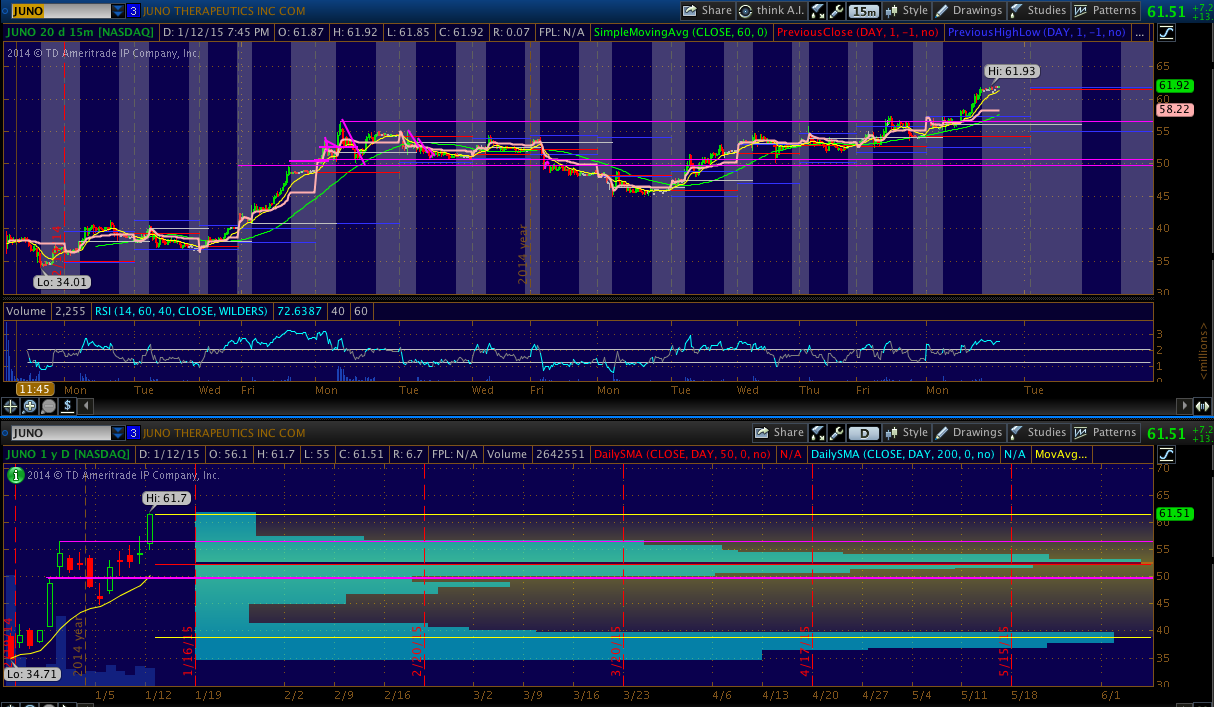 JUNO 3 JUNO THERAPEUTICS INC COM Share think A.I. 15m Style Drawings Studies Patterns 61.51 +7.2
+13.
JUNO 20 d 15m [NASDAQ] D: 1/12/15 7:45 PM O: 61.87 H: 61.92 L: 61.85 C: 61.92 R: 0.07 FPL: N/A SimpleMovingAvg (CLOSE, 60, 0) PreviousClose (DAY, 1, -1, no) PreviousHighLow (DAY, 1, -1, no) ...
2014 © TD Ameritrade IP Company, Inc.
65
Hi: 61.93
61.92
60
58.22
55
50
45
40
2014 year
35
Lo: 34.01
30
Volume 2,255 RSI (14, 60, 40, CLOSE, WILDERS) 72.6387 40 60
3
2
1
0
<millions>
11:45 Mon Tue Wed Fri Mon Tue Wed Fri Mon Tue Wed Thu Fri Mon Tue
$
JUNO 3 JUNO THERAPEUTICS INC COM Share D Style Drawings Studies Patterns 61.51 +7.2
+13.
JUNO 1 y D [NASDAQ] D: 1/12/15 O: 56.1 H: 61.7 L: 55 C: 61.51 R: 6.7 FPL: N/A Volume 2642551 DailySMA (CLOSE, DAY, 50, 0, no) N/A DailySMA (CLOSE, DAY, 200, 0, no) N/A MovAvg...
i 2014 © TD Ameritrade IP Company, Inc.
70
65
Hi: 61.7
61.51
60
55
50
45
40
35
30
2014 year
1/16/15
2/20/15
3/20/15
4/17/15
5/15/15
Lo: 34.71
1/5 1/12 1/19 2/2 2/9 2/16 3/2 3/9 3/16 3/23 4/6 4/13 4/20 4/27 5/4 5/11 5/18 6/1